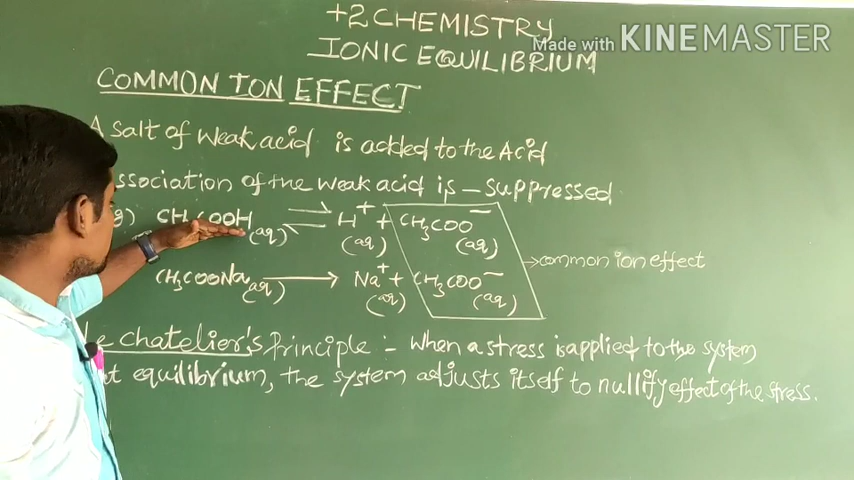 +2 CHEMISTRY
IONIC EQUILIBRIUM
Made with KINEMASTER
COMMON ION EFFECT
A salt of weak acid is added to the Acid
ssociation of the weak acid is - suppressed
g) CH₃COOH (aq) ⇌ H⁺ (aq) + CH₃COO⁻ (aq)
→ common ion effect
CH₃COONa (aq) → Na⁺ (aq) + CH₃COO⁻ (aq)
Le chatelier's Principle :- When a stress is applied to the system
at equilibrium, the system adjusts itself to nullify effect of the stress.